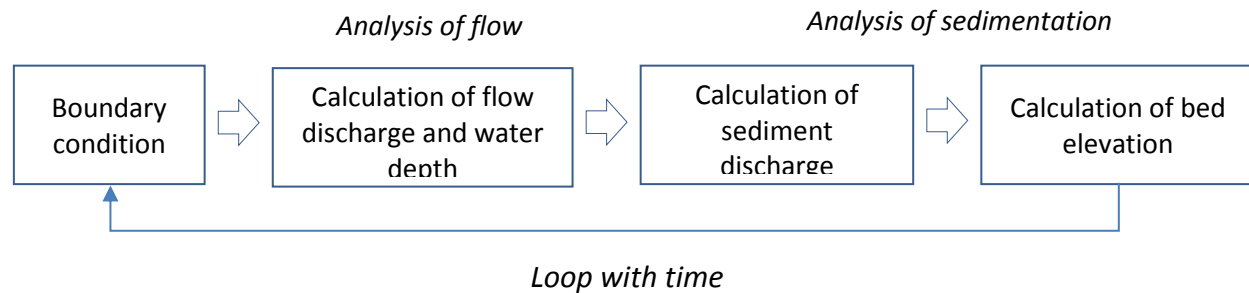 Analysis of flow
Analysis of sedimentation
Boundary
condition
Calculation of flow
discharge and water
depth
Calculation of
sediment
discharge
Calculation of bed
elevation
Loop with time